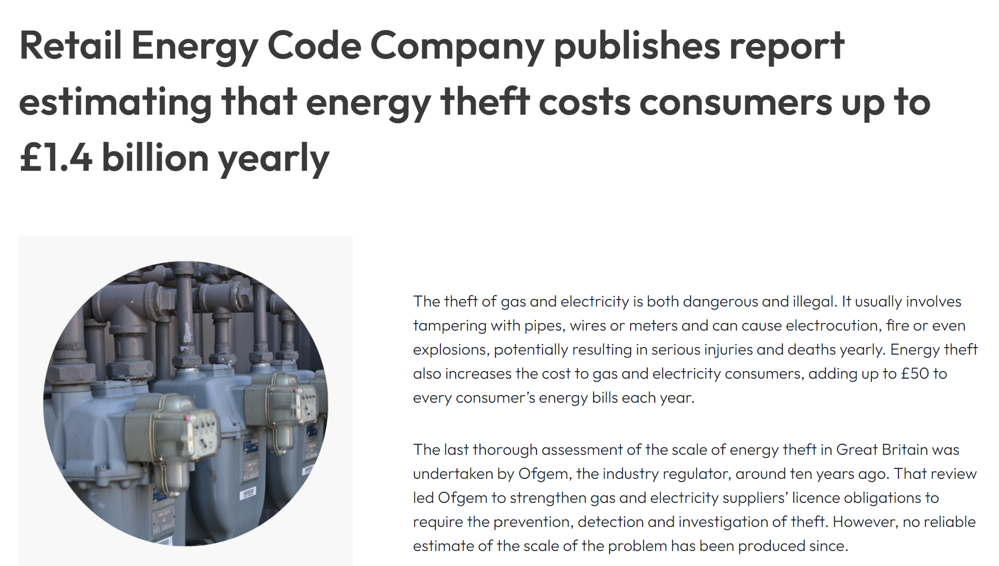 Retail Energy Code Company publishes report
estimating that energy theft costs consumers up to
£1.4 billion yearly
The theft of gas and electricity is both dangerous and illegal. It usually involves
tampering with pipes, wires or meters and can cause electrocution, fire or even
explosions, potentially resulting in serious injuries and deaths yearly. Energy theft
also increases the cost to gas and electricity consumers, adding up to £50 to
every consumer’s energy bills each year.
The last thorough assessment of the scale of energy theft in Great Britain was
undertaken by Ofgem, the industry regulator, around ten years ago. That review
led Ofgem to strengthen gas and electricity suppliers’ licence obligations to
require the prevention, detection and investigation of theft. However, no reliable
estimate of the scale of the problem has been produced since.